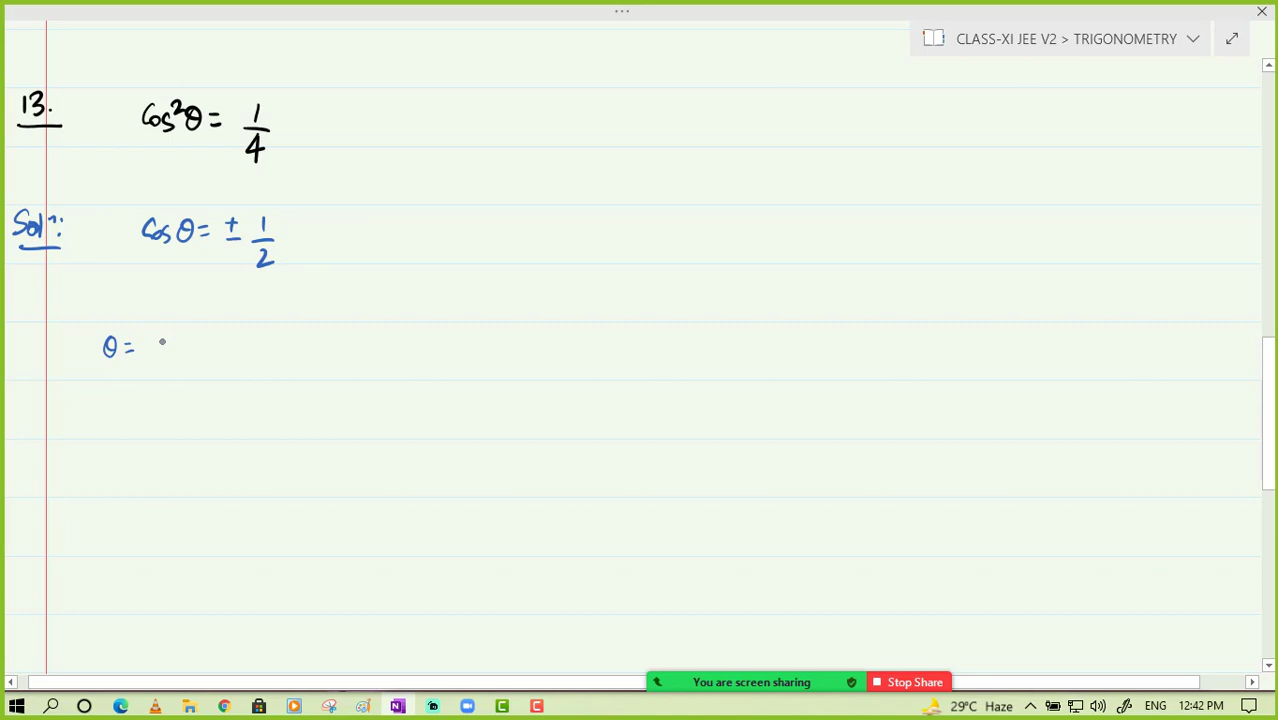 CLASS-XI JEE V2 > TRIGONOMETRY
13. Cos²θ = 1/4
Solⁿ: Cos θ = ± 1/2
θ =
You are screen sharing
Stop Share
29°C Haze
ENG
12:42 PM